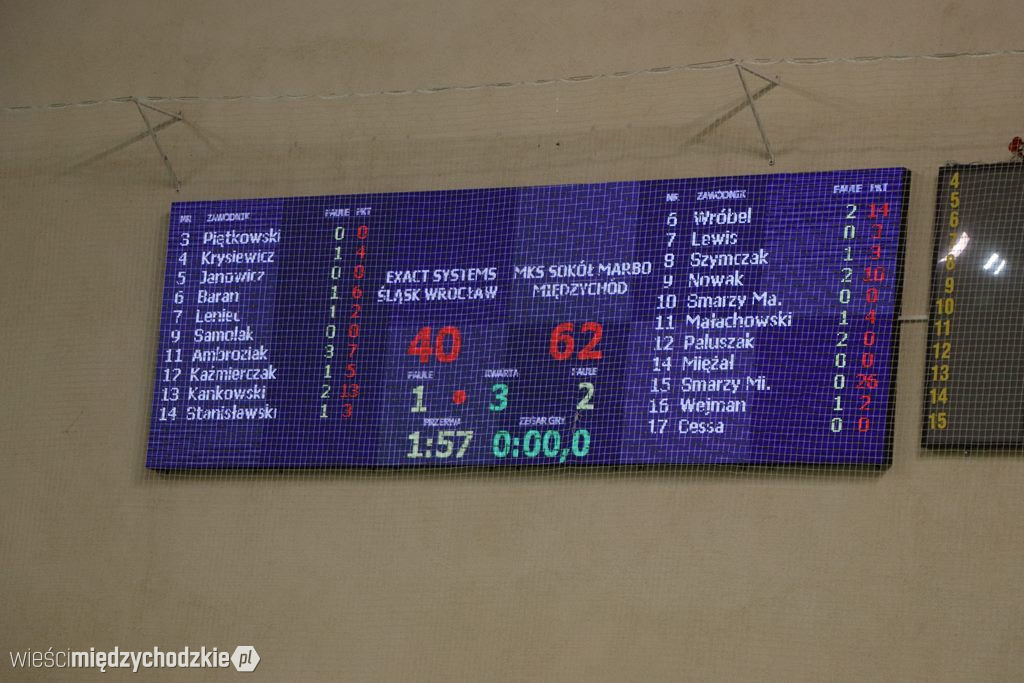 NR ZAWODNIK FAULE PKT
3 Piątkowski 0 0
4 Krysiewicz 1 4
5 Janowicz 0 0
6 Baran 1 6
7 Leniec 1 2
9 Samolak 0 0
11 Ambroziak 3 7
12 Kaźmierczak 1 5
13 Kankowski 2 13
14 Stanisławski 1 3
EXACT SYSTEMS
ŚLĄSK WROCŁAW
MKS SOKÓŁ MARBO
MIĘDZYCHÓD
40 62
FAULE KWARTA FAULE
1 3 2
PRZERWA ZEGAR GRY
1:57 0:00,0
NR ZAWODNIK FAULE PKT
6 Wróbel 2 14
7 Lewis 0 3
8 Szymczak 1 3
9 Nowak 2 10
10 Smarzy Ma. 0 0
11 Małachowski 1 4
12 Paluszak 2 0
14 Miężał 0 0
15 Smarzy Mi. 0 26
16 Wejman 1 2
17 Cessa 0 0
4
5
6
7
8
9
10
11
12
13
14
15
wieścimiędzychodzkie pl